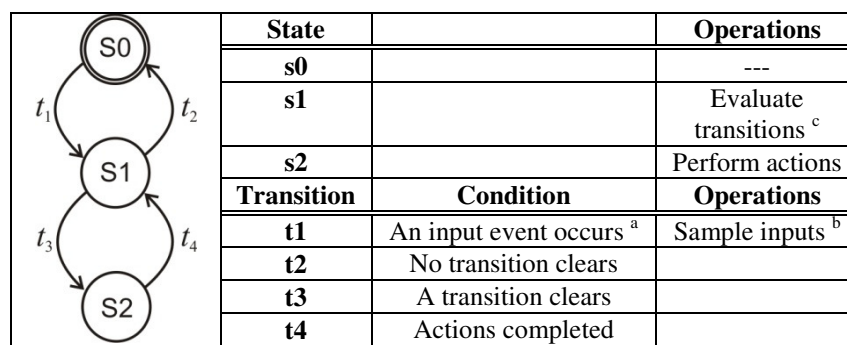 S0
t1
t2
S1
t3
t4
S2
State Operations
s0 ---
s1 Evaluate
transitions c
s2 Perform actions
Transition Condition Operations
t1 An input event occurs a Sample inputs b
t2 No transition clears
t3 A transition clears
t4 Actions completed